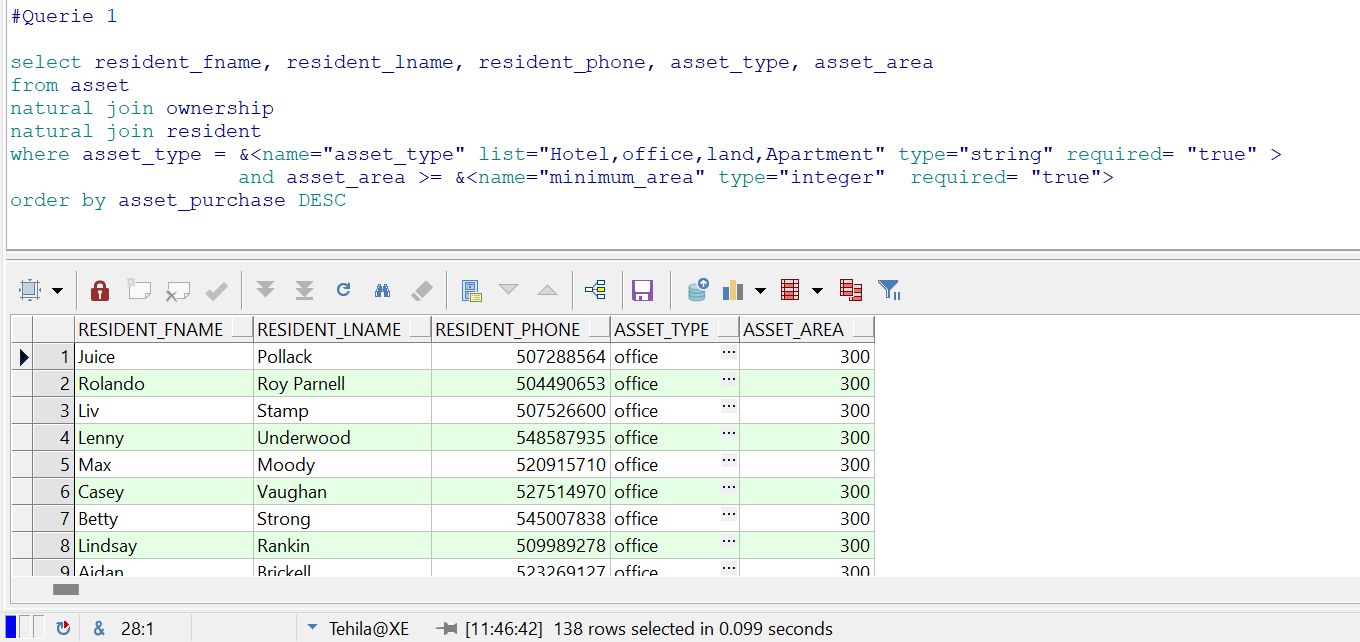 #Querie 1
select resident_fname, resident_lname, resident_phone, asset_type, asset_area
from asset
natural join ownership
natural join resident
where asset_type = &<name="asset_type" list="Hotel,office,land,Apartment" type="string" required= "true" >
and asset_area >= &<name="minimum_area" type="integer"  required= "true">
order by asset_purchase DESC
RESIDENT_FNAME RESIDENT_LNAME RESIDENT_PHONE ASSET_TYPE ASSET_AREA
1 Juice Pollack 507288564 office ... 300
2 Rolando Roy Parnell 504490653 office ... 300
3 Liv Stamp 507526600 office ... 300
4 Lenny Underwood 548587935 office ... 300
5 Max Moody 520915710 office ... 300
6 Casey Vaughan 527514970 office ... 300
7 Betty Strong 545007838 office ... 300
8 Lindsay Rankin 509989278 office ... 300
9 Aidan Brickell 523269127 office ... 300
& 28:1 Tehila@XE [11:46:42] 138 rows selected in 0.099 seconds